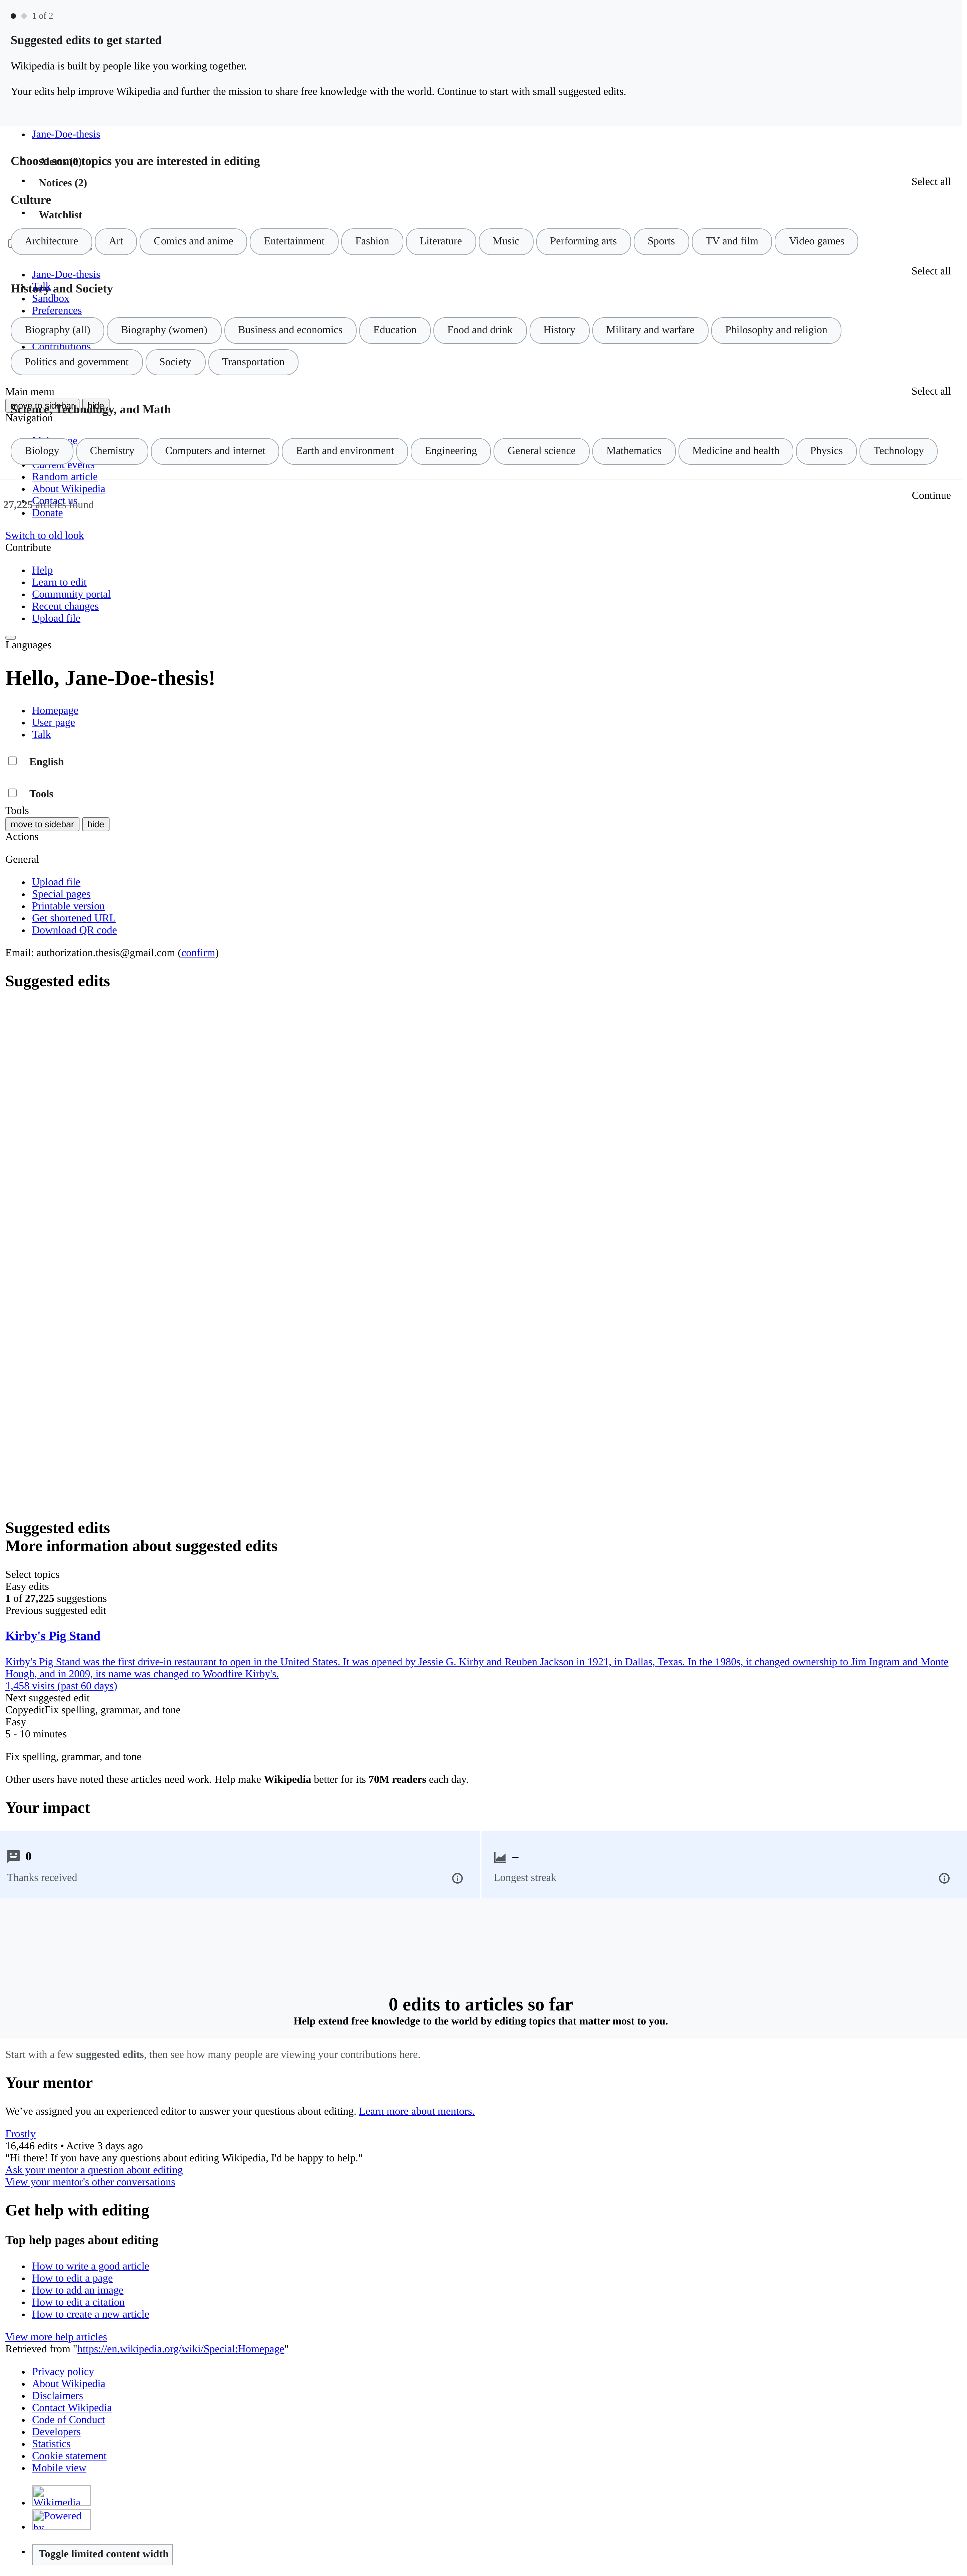 1 of 2
Suggested edits to get started
Wikipedia is built by people like you working together.
Your edits help improve Wikipedia and further the mission to share free knowledge with the world. Continue to start with small suggested edits.
Jane-Doe-thesis
Choose some topics you are interested in editing
Notices (2)
Select all
Culture
Watchlist
Architecture Art Comics and anime Entertainment Fashion Literature Music Performing arts Sports TV and film Video games
Select all
Jane-Doe-thesis
Talk
History and Society
Sandbox
Preferences
Biography (all) Biography (women) Business and economics Education Food and drink History Military and warfare Philosophy and religion
Contributions
Politics and government Society Transportation
Main menu
Select all
move to sidebar hide
Science, Technology, and Math
Navigation
Biology Chemistry Computers and internet Earth and environment Engineering General science Mathematics Medicine and health Physics Technology
Current events
Random article
About Wikipedia
Contact us
Continue
27,225 articles found
Donate
Switch to old look
Contribute
Help
Learn to edit
Community portal
Recent changes
Upload file
Languages
Hello, Jane-Doe-thesis!
Homepage
User page
Talk
English
Tools
Tools
move to sidebar hide
Actions
General
Upload file
Special pages
Printable version
Get shortened URL
Download QR code
Email: authorization.thesis@gmail.com (confirm)
Suggested edits
Suggested edits
More information about suggested edits
Select topics
Easy edits
1 of 27,225 suggestions
Previous suggested edit
Kirby's Pig Stand
Kirby's Pig Stand was the first drive-in restaurant to open in the United States. It was opened by Jessie G. Kirby and Reuben Jackson in 1921, in Dallas, Texas. In the 1980s, it changed ownership to Jim Ingram and Monte
Hough, and in 2009, its name was changed to Woodfire Kirby's.
1,458 visits (past 60 days)
Next suggested edit
CopyeditFix spelling, grammar, and tone
Easy
5 - 10 minutes
Fix spelling, grammar, and tone
Other users have noted these articles need work. Help make Wikipedia better for its 70M readers each day.
Your impact
0
Thanks received
–
Longest streak
0 edits to articles so far
Help extend free knowledge to the world by editing topics that matter most to you.
Start with a few suggested edits, then see how many people are viewing your contributions here.
Your mentor
We’ve assigned you an experienced editor to answer your questions about editing. Learn more about mentors.
Frostly
16,446 edits • Active 3 days ago
"Hi there! If you have any questions about editing Wikipedia, I'd be happy to help."
Ask your mentor a question about editing
View your mentor's other conversations
Get help with editing
Top help pages about editing
How to write a good article
How to edit a page
How to add an image
How to edit a citation
How to create a new article
View more help articles
Retrieved from "https://en.wikipedia.org/wiki/Special:Homepage"
Privacy policy
About Wikipedia
Disclaimers
Contact Wikipedia
Code of Conduct
Developers
Statistics
Cookie statement
Mobile view
Wikimedia
Powered
by
Toggle limited content width